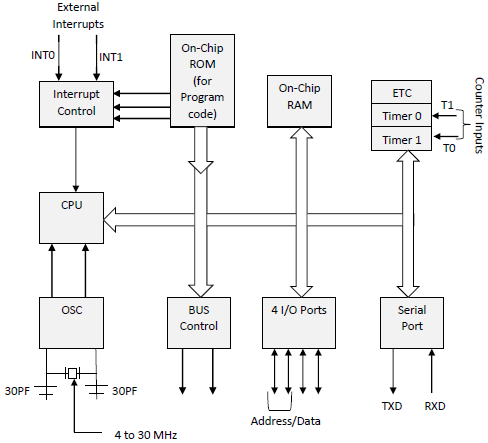 External
Interrupts
INT0
INT1
Interrupt
Control
On-Chip
ROM
(for
Program
code)
On-Chip
RAM
ETC
Timer 0
Timer 1
T1
T0
Counter Inputs
CPU
OSC
BUS
Control
4 I/O Ports
Serial
Port
30PF
30PF
4 to 30 MHz
Address/Data
TXD
RXD